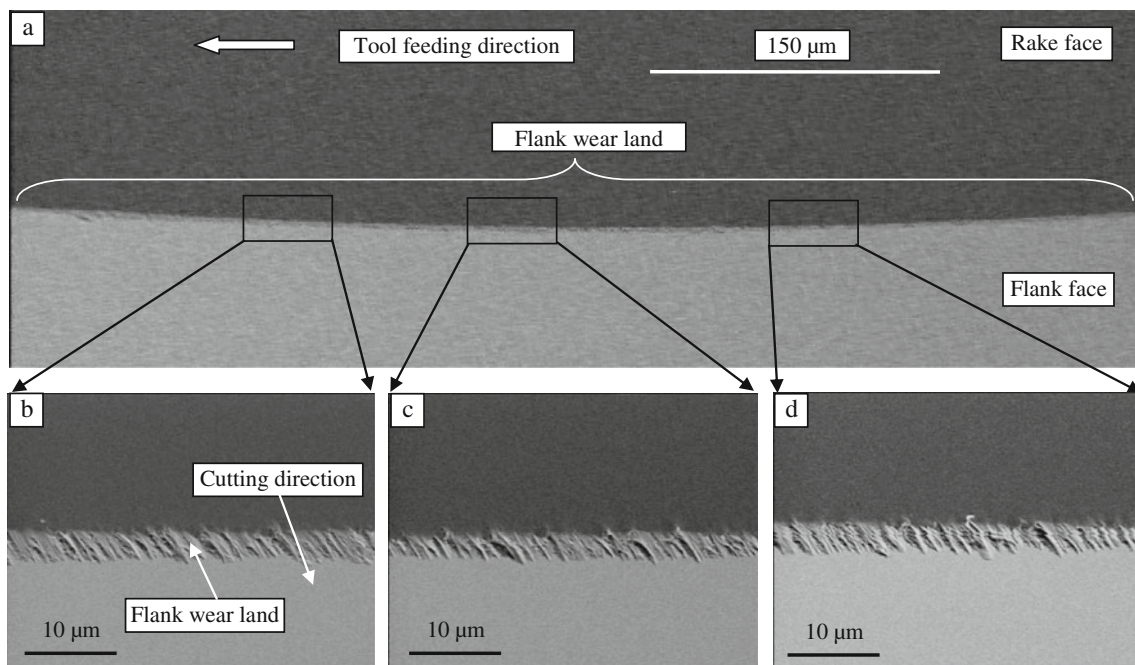 a
Tool feeding direction
150 µm
Rake face
Flank wear land
Flank face
b
Cutting direction
Flank wear land
10 µm
c
10 µm
d
10 µm